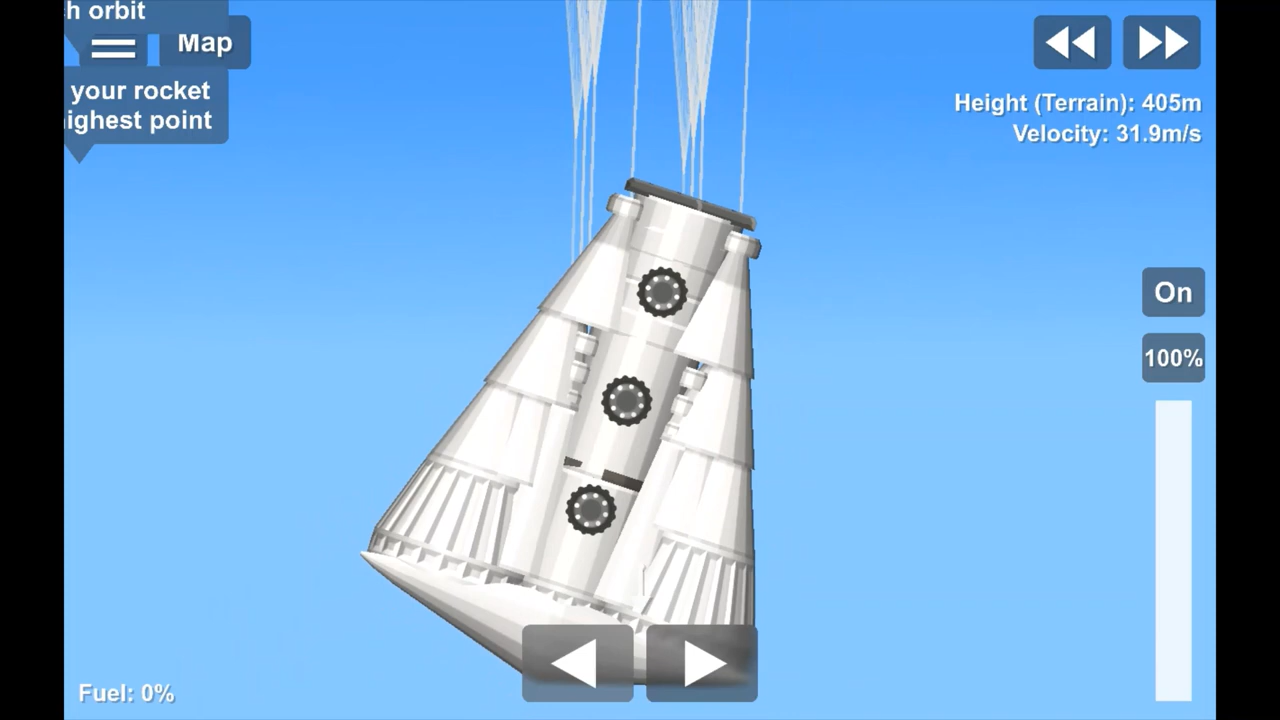 h orbit
Map
your rocket
ighest point
Height (Terrain): 405m
Velocity: 31.9m/s
On
100%
Fuel: 0%